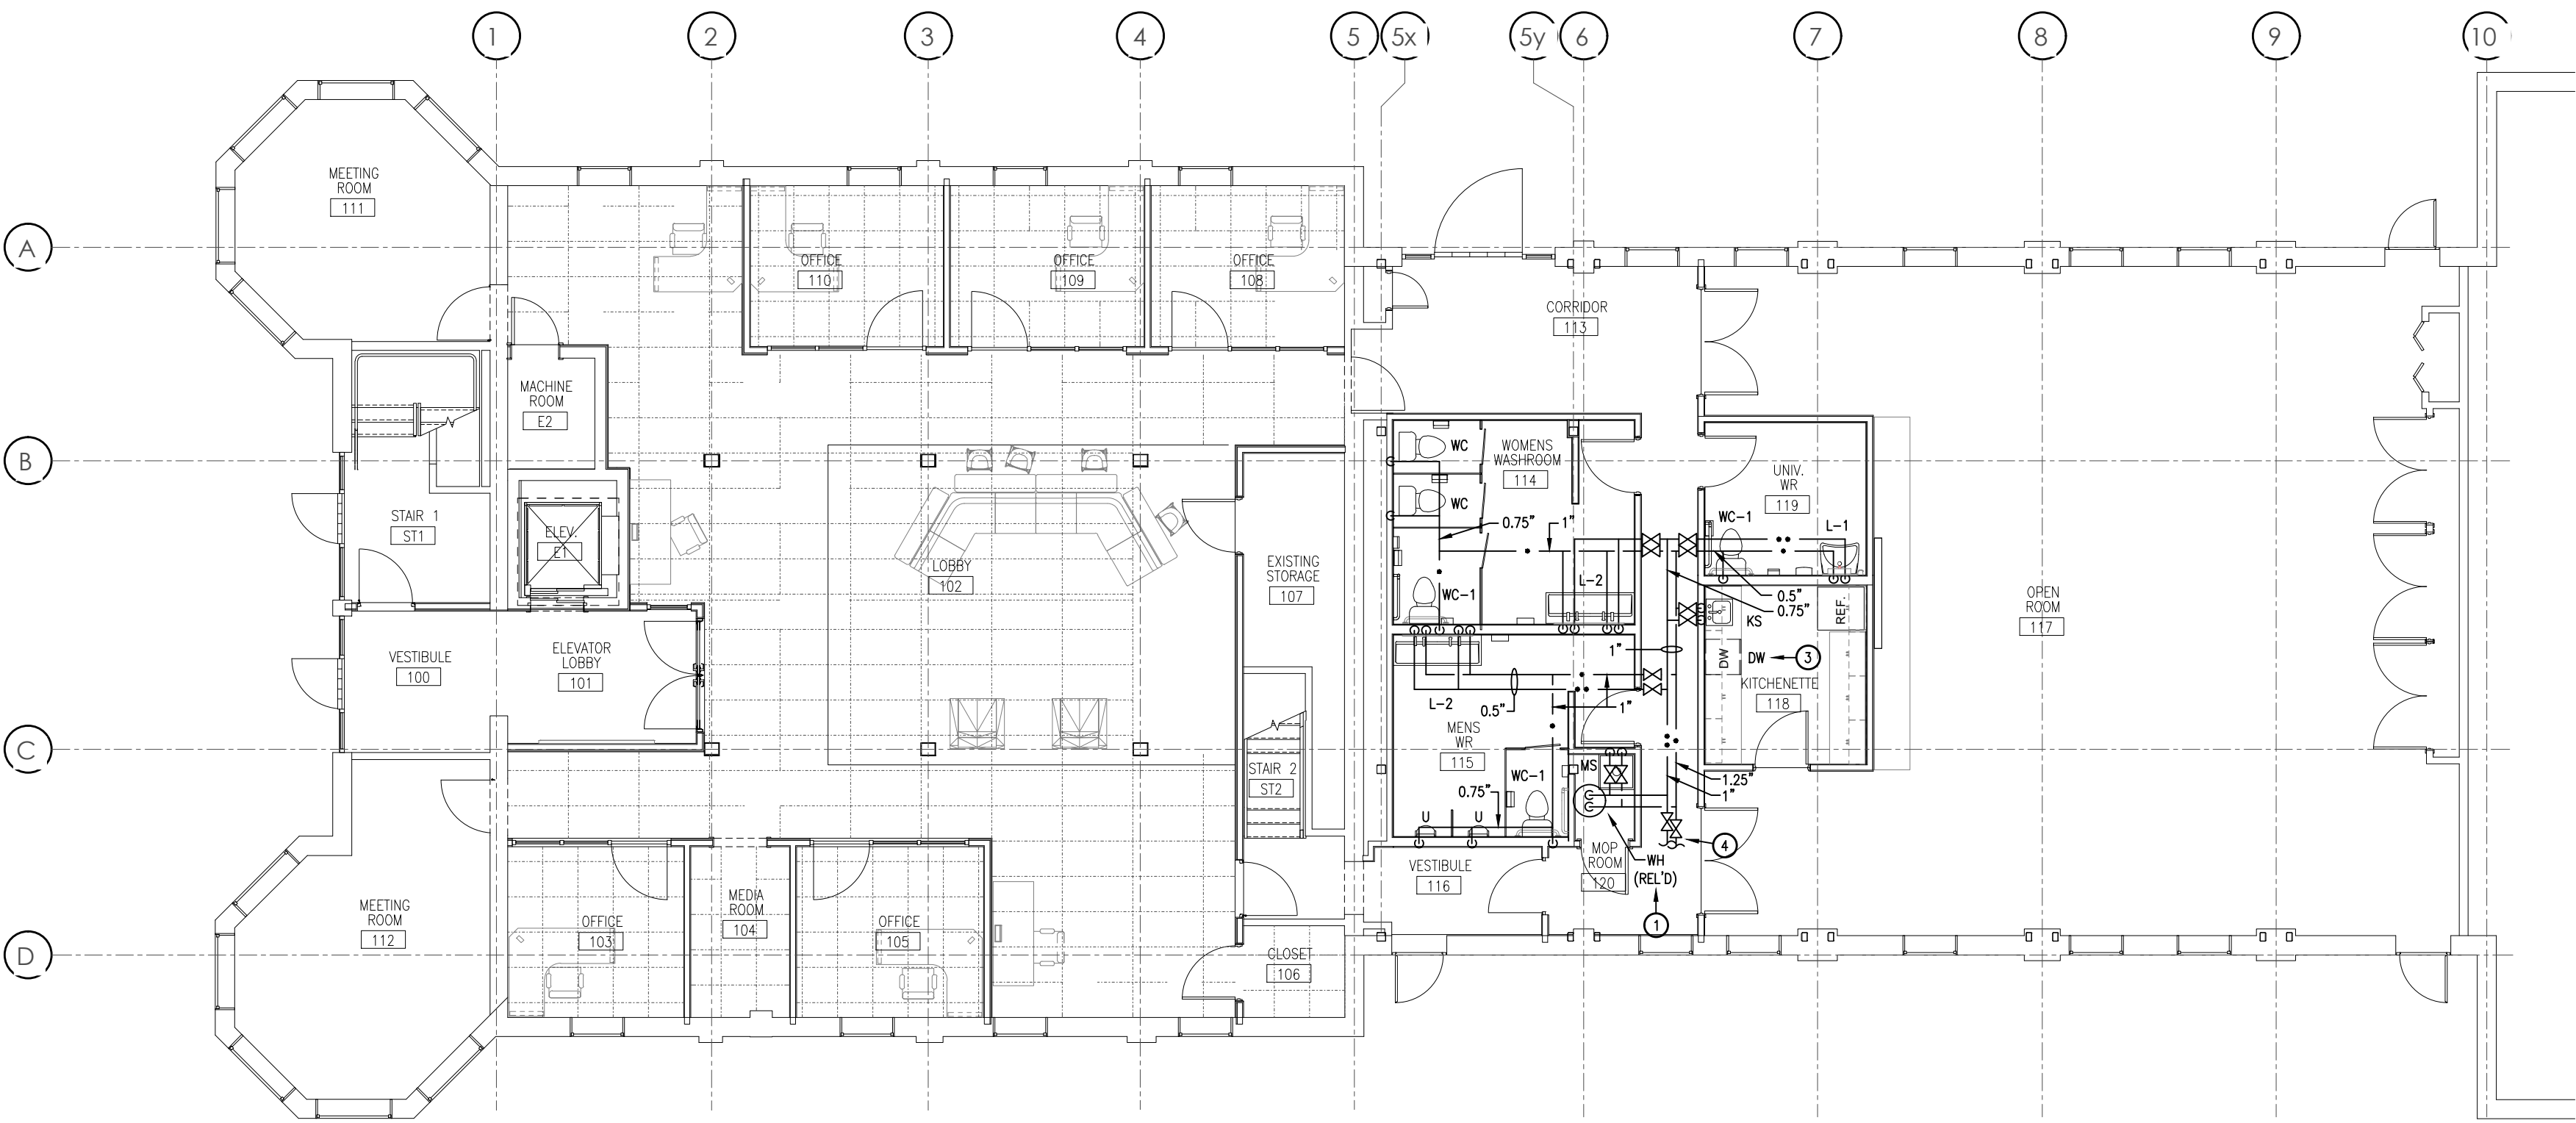 1 2 3 4 5 5x 5y 6 7 8 9 10
A
B
C
D
MEETING
ROOM
111
OFFICE
110
OFFICE
109
OFFICE
108
CORRIDOR
113
MACHINE
ROOM
E2
STAIR 1
ST1
ELEV.
E1
LOBBY
102
EXISTING
STORAGE
107
WC
WOMENS
WASHROOM
114
WC
0.75"
1"
WC-1
L-2
UNIV.
WR
119
WC-1
L-1
0.5"
0.75"
KS
REF.
OPEN
ROOM
117
VESTIBULE
100
ELEVATOR
LOBBY
101
1"
DW
DW
3
KITCHENETTE
118
L-2
0.5"
1"
MENS
WR
115
STAIR 2
ST2
WC-1
MS
0.75"
U
U
1.25"
1"
4
MOP
ROOM
120
WH
(REL'D)
1
VESTIBULE
116
MEETING
ROOM
112
OFFICE
103
MEDIA
ROOM
104
OFFICE
105
CLOSET
106